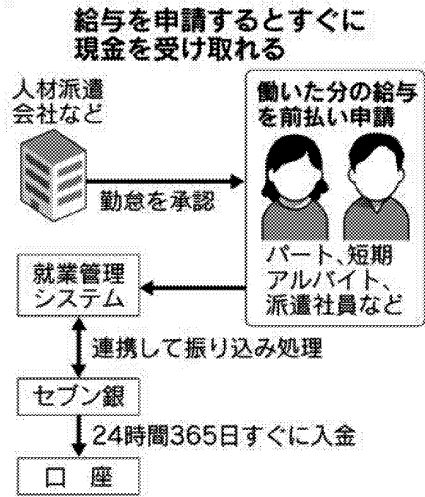 給与を申請するとすぐに
現金を受け取れる
人材派遣
会社など
働いた分の給与
を前払い申請
勤怠を承認
パート、短期
アルバイト、
派遣社員など
就業管理
システム
連携して振り込み処理
セブン銀
24時間365日すぐに入金
口座